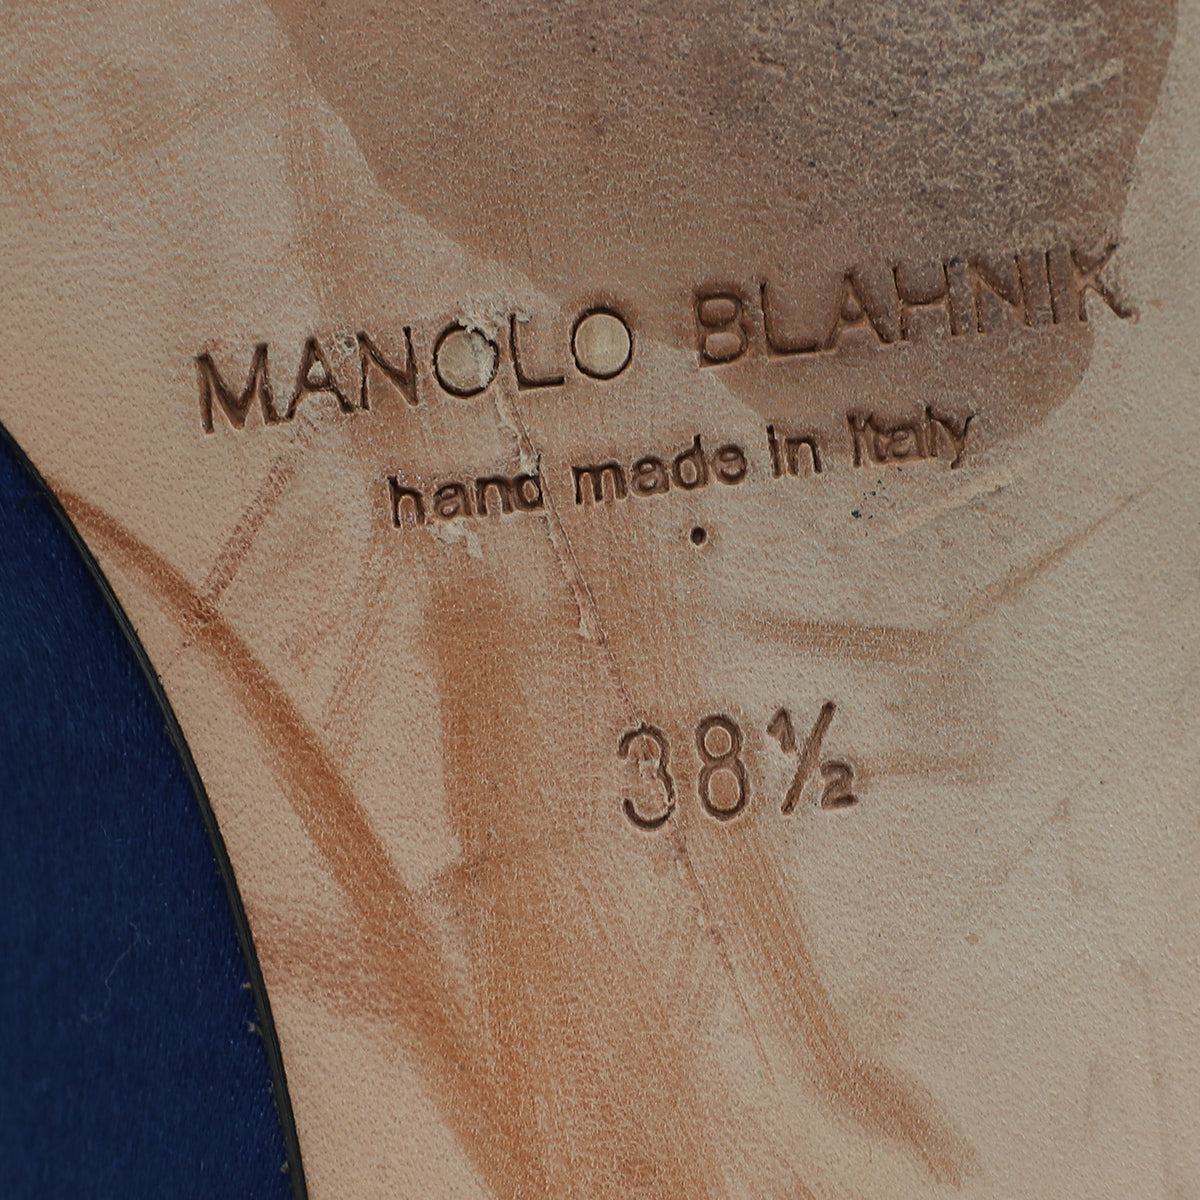 MANOLO BLAHNIK
hand made in Italy
38½